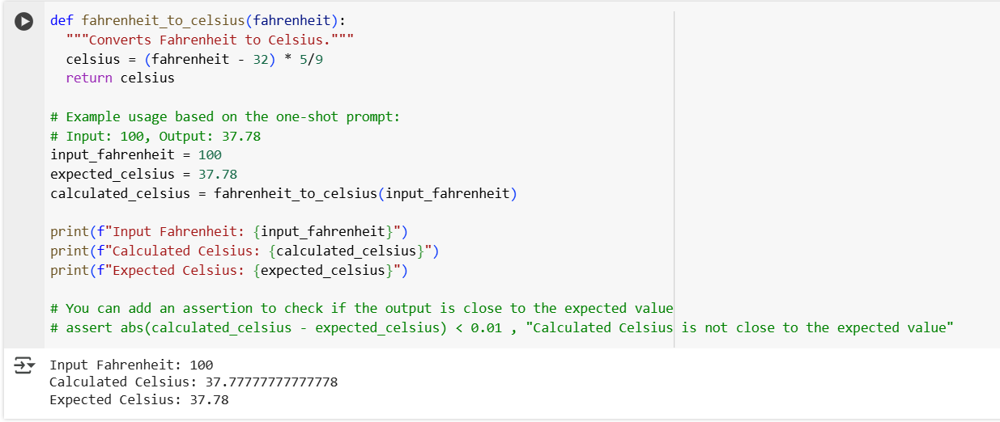 def fahrenheit_to_celsius(fahrenheit):
  """Converts Fahrenheit to Celsius."""
  celsius = (fahrenheit - 32) * 5/9
  return celsius

# Example usage based on the one-shot prompt:
# Input: 100, Output: 37.78
input_fahrenheit = 100
expected_celsius = 37.78
calculated_celsius = fahrenheit_to_celsius(input_fahrenheit)

print(f"Input Fahrenheit: {input_fahrenheit}")
print(f"Calculated Celsius: {calculated_celsius}")
print(f"Expected Celsius: {expected_celsius}")

# You can add an assertion to check if the output is close to the expected value
# assert abs(calculated_celsius - expected_celsius) < 0.01 , "Calculated Celsius is not close to the expected value"
Input Fahrenheit: 100
Calculated Celsius: 37.77777777777778
Expected Celsius: 37.78